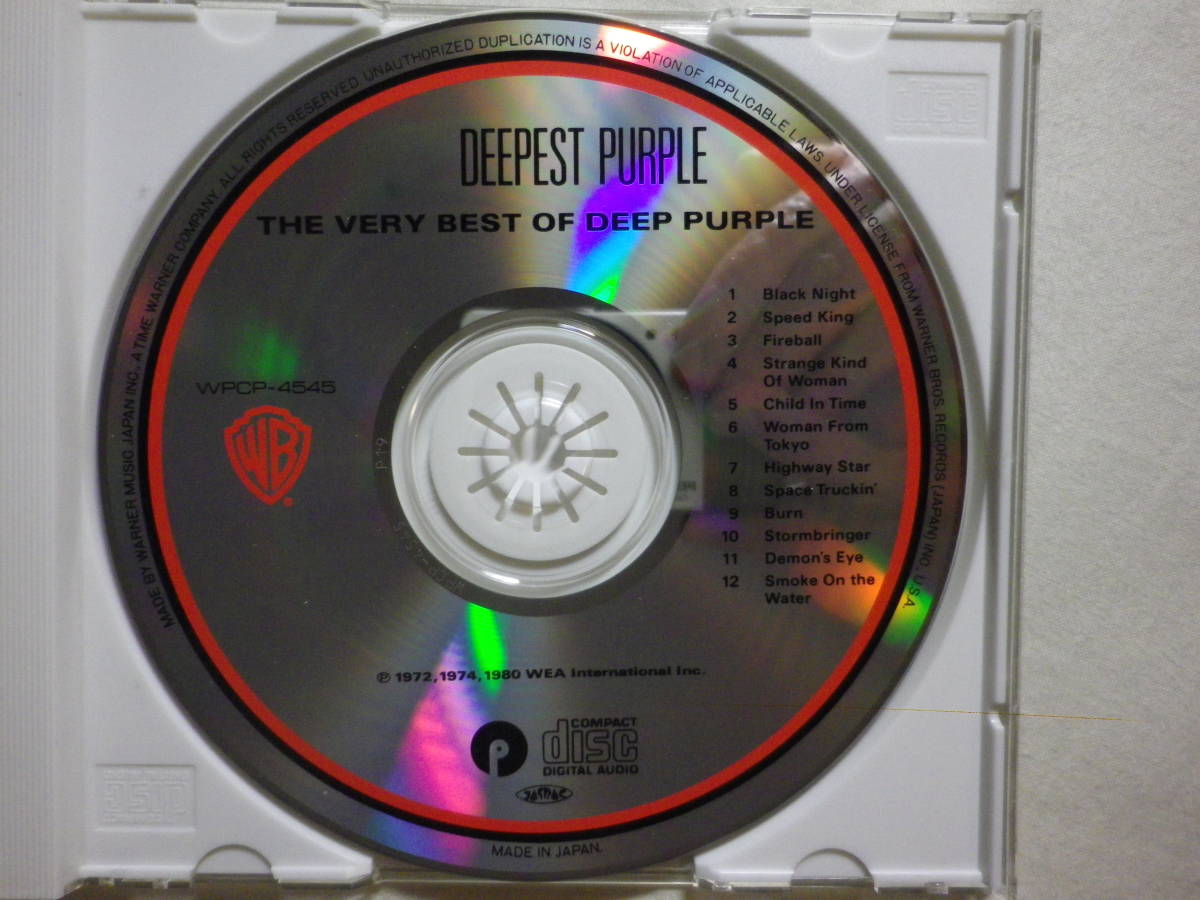 MADE BY WARNER MUSIC JAPAN INC., A TIME WARNER COMPANY. ALL RIGHTS RESERVED. UNAUTHORIZED DUPLICATION IS A VIOLATION OF APPLICABLE LAWS. UNDER LICENSE FROM WARNER BROS. RECORDS (JAPAN) INC., U.S.A.
DEEPEST PURPLE
THE VERY BEST OF DEEP PURPLE
1 Black Night
2 Speed King
3 Fireball
4 Strange Kind
Of Woman
5 Child In Time
6 Woman From
Tokyo
7 Highway Star
8 Space Truckin'
9 Burn
10 Stormbringer
11 Demon's Eye
12 Smoke On the
Water
WPCP-4545
WB
®
P19
℗ 1972, 1974, 1980 WEA International Inc.
p
COMPACT
disc
DIGITAL AUDIO
JASRAC
MADE IN JAPAN.